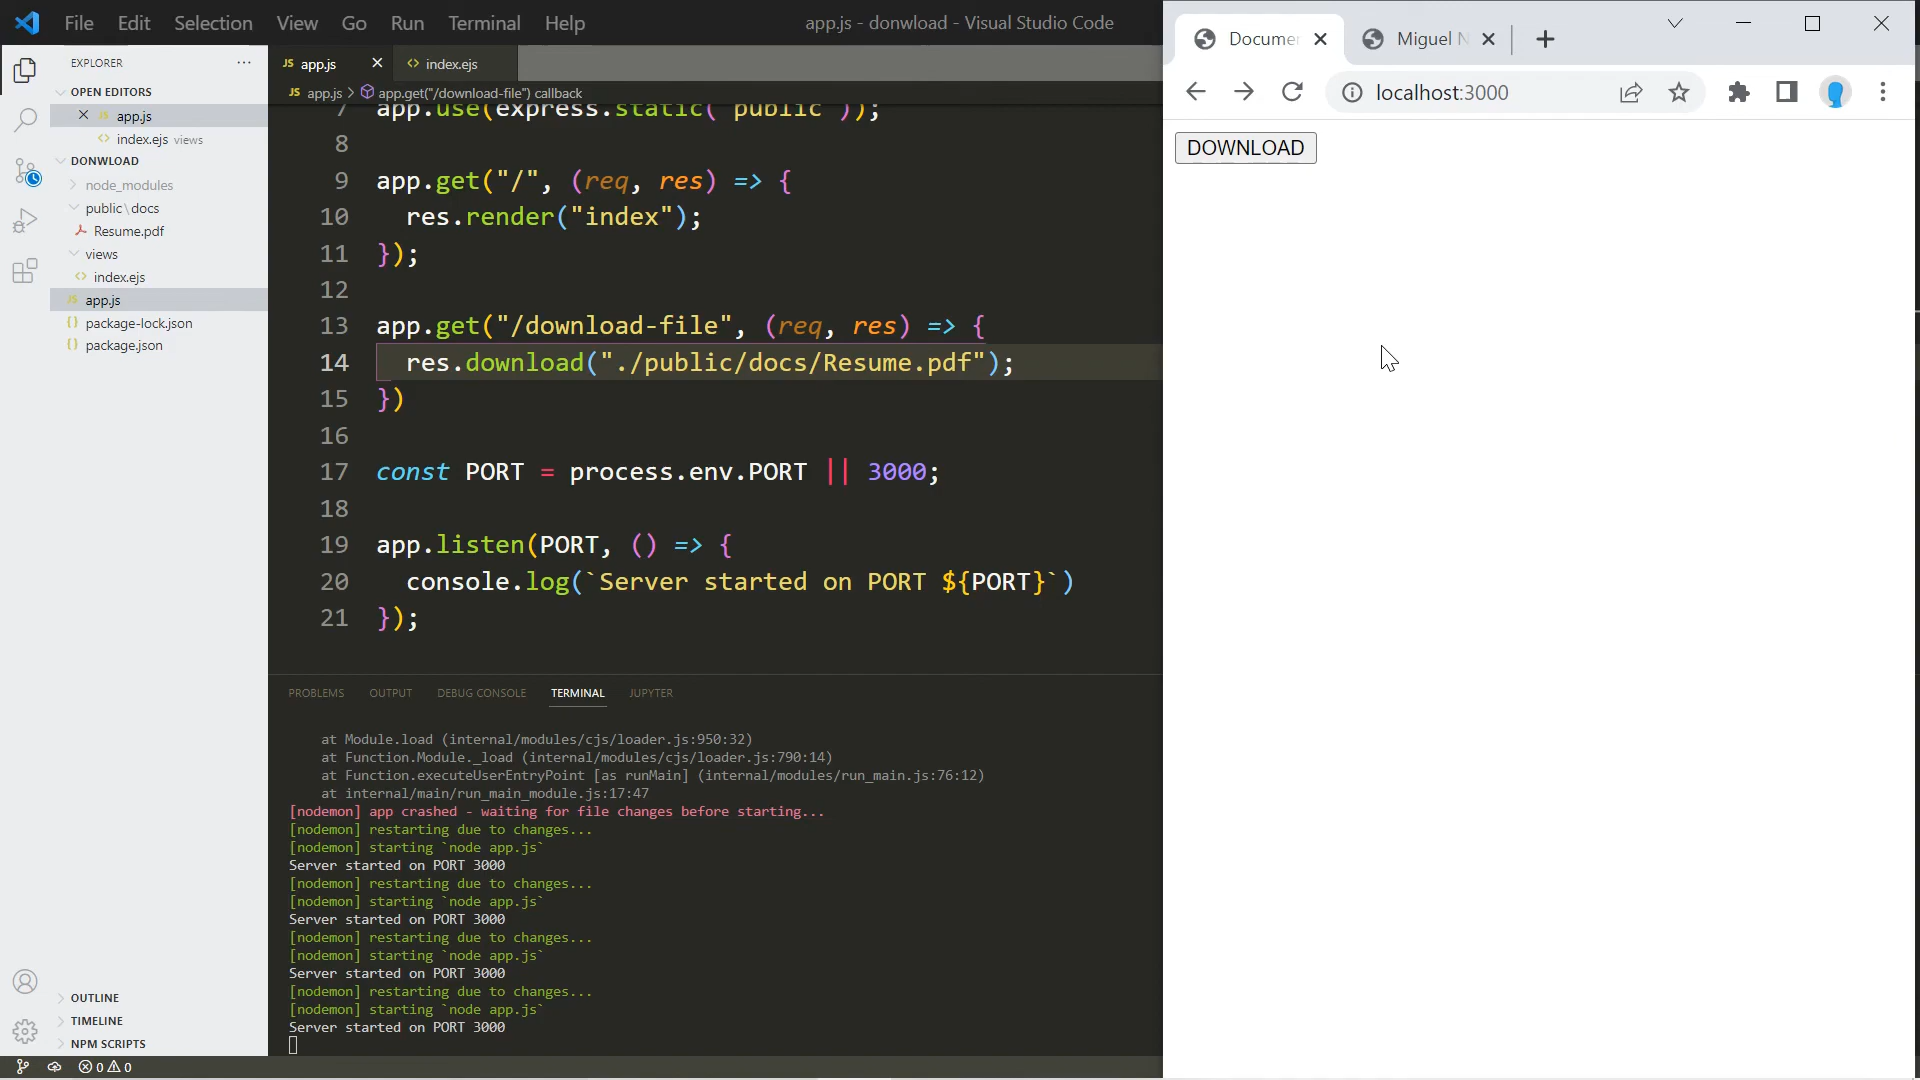 File Edit Selection View Go Run Terminal Help
app.js - donwload - Visual Studio Code
EXPLORER
OPEN EDITORS
app.js
index.ejs views
DONWLOAD
node_modules
public\docs
Resume.pdf
views
index.ejs
app.js
package-lock.json
package.json
OUTLINE
TIMELINE
NPM SCRIPTS
0 0
JS app.js
index.ejs
JS app.js > app.get("/download-file") callback
7 app.use(express.static("public"));
8
9 app.get("/", (req, res) => {
10 res.render("index");
11 });
12
13 app.get("/download-file", (req, res) => {
14 res.download("./public/docs/Resume.pdf");
15 })
16
17 const PORT = process.env.PORT || 3000;
18
19 app.listen(PORT, () => {
20 console.log(`Server started on PORT ${PORT}`)
21 });
PROBLEMS OUTPUT DEBUG CONSOLE TERMINAL JUPYTER
at Module.load (internal/modules/cjs/loader.js:950:32)
at Function.Module._load (internal/modules/cjs/loader.js:790:14)
at Function.executeUserEntryPoint [as runMain] (internal/modules/run_main.js:76:12)
at internal/main/run_main_module.js:17:47
[nodemon] app crashed - waiting for file changes before starting...
[nodemon] restarting due to changes...
[nodemon] starting `node app.js`
Server started on PORT 3000
[nodemon] restarting due to changes...
[nodemon] starting `node app.js`
Server started on PORT 3000
[nodemon] restarting due to changes...
[nodemon] starting `node app.js`
Server started on PORT 3000
[nodemon] restarting due to changes...
[nodemon] starting `node app.js`
Server started on PORT 3000
Documen
Miguel N
localhost:3000
DOWNLOAD